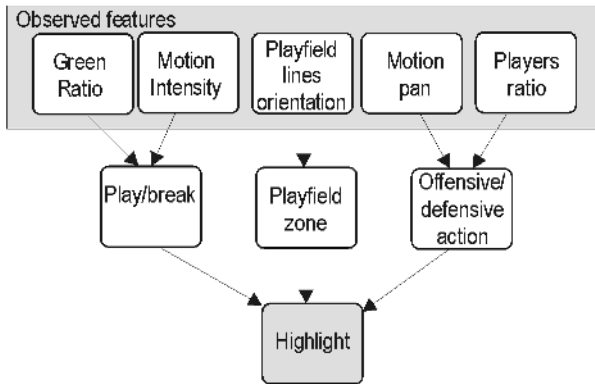 Observed features
Green
Ratio
Motion
Intensity
Playfield
lines
orientation
Motion
pan
Players
ratio
Play/break
Playfield
zone
Offensive/
defensive
action
Highlight